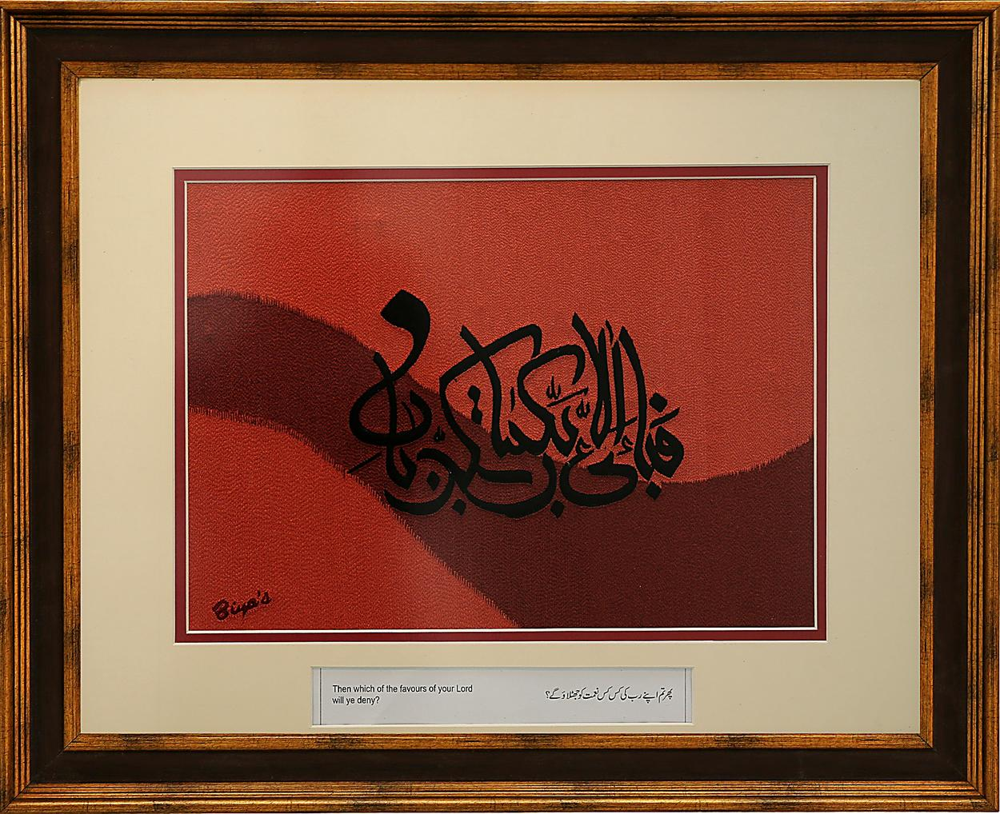 فبأي آلاء ربكما تكذبان
Biya's
Then which of the favours of your Lord
will ye deny?
پھر تم اپنے رب کی کس کس نعمت کو جھٹلاؤ گے؟